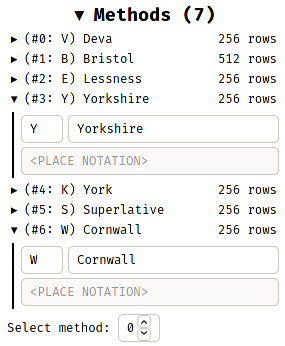 ▼ Methods (7)
▶ (#0: V) Deva 256 rows
▶ (#1: B) Bristol 512 rows
▶ (#2: E) Lessness 256 rows
▼ (#3: Y) Yorkshire 256 rows
Y Yorkshire
<PLACE NOTATION>
▶ (#4: K) York 256 rows
▶ (#5: S) Superlative 256 rows
▼ (#6: W) Cornwall 256 rows
W Cornwall
<PLACE NOTATION>
Select method: 0